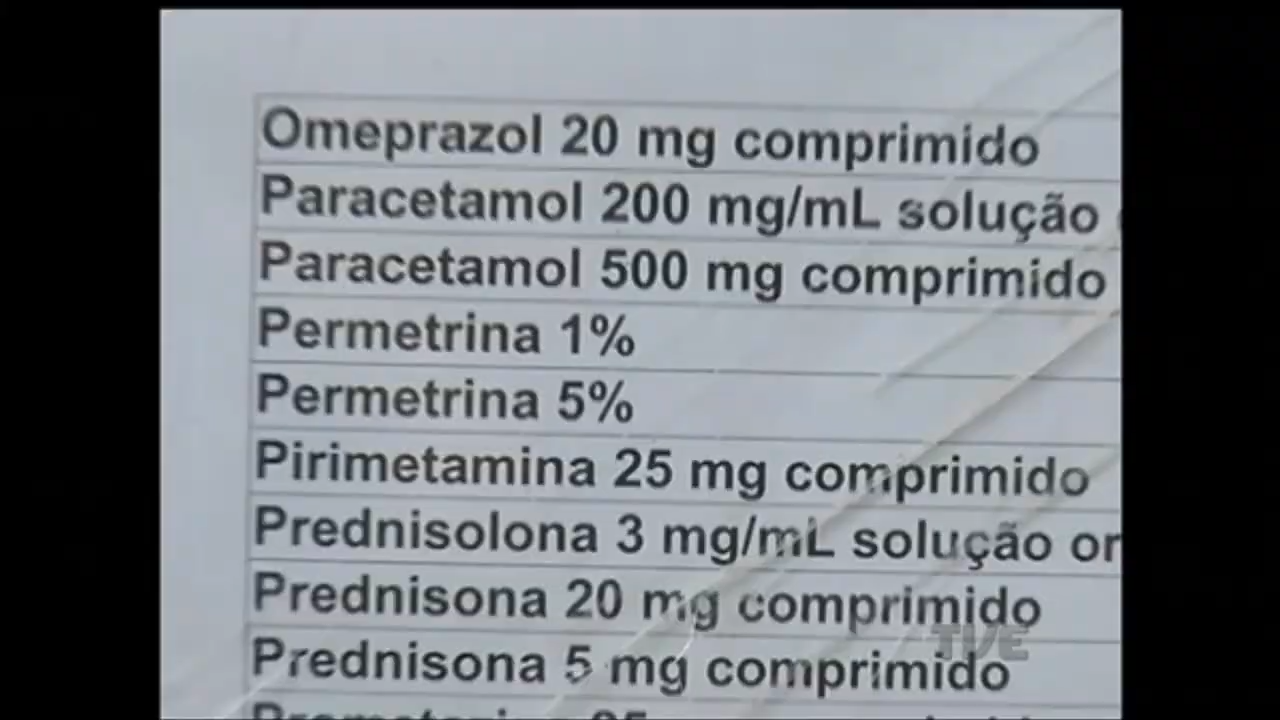 Omeprazol 20 mg comprimido
Paracetamol 200 mg/mL solução
Paracetamol 500 mg comprimido
Permetrina 1%
Permetrina 5%
Pirimetamina 25 mg comprimido
Prednisolona 3 mg/mL solução or
Prednisona 20 mg comprimido
Prednisona 5 mg comprimido
TVE